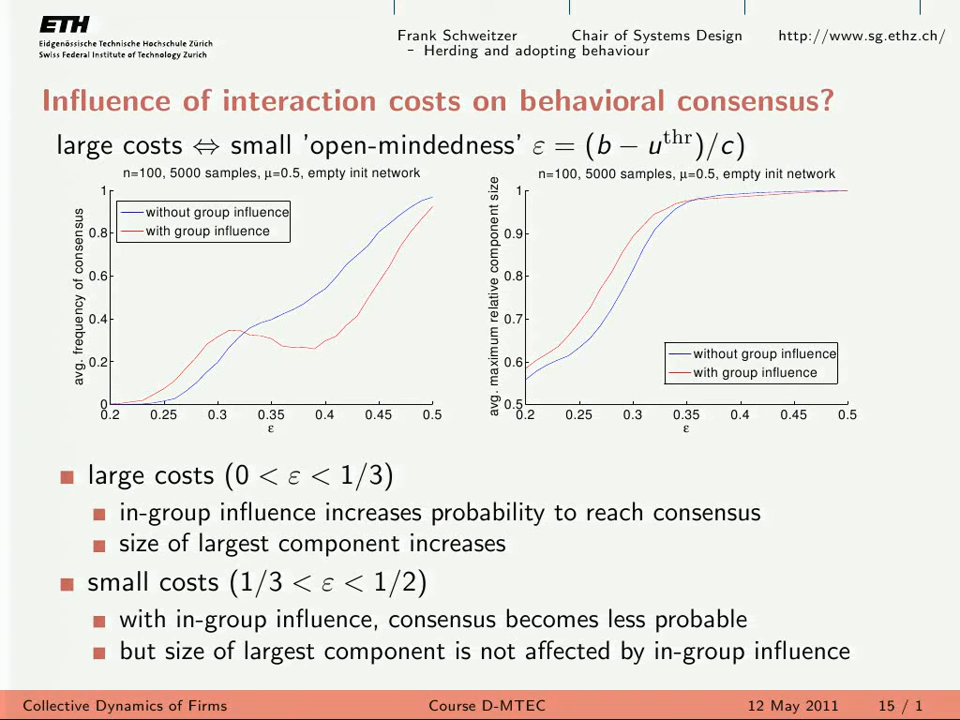 ETH
Eidgenössische Technische Hochschule Zürich
Swiss Federal Institute of Technology Zurich
Frank Schweitzer Chair of Systems Design http://www.sg.ethz.ch/
– Herding and adopting behaviour
Influence of interaction costs on behavioral consensus?
large costs ⇔ small 'open-mindedness' ε = (b − u^thr)/c)
n=100, 5000 samples, μ=0.5, empty init network
avg. frequency of consensus
1
0.8
0.6
0.4
0.2
0
without group influence
with group influence
0.2 0.25 0.3 0.35 0.4 0.45 0.5
ε
n=100, 5000 samples, μ=0.5, empty init network
avg. maximum relative component size
1
0.9
0.8
0.7
0.6
0.5
without group influence
with group influence
0.2 0.25 0.3 0.35 0.4 0.45 0.5
ε
large costs (0 < ε < 1/3)
in-group influence increases probability to reach consensus
size of largest component increases
small costs (1/3 < ε < 1/2)
with in-group influence, consensus becomes less probable
but size of largest component is not affected by in-group influence
Collective Dynamics of Firms Course D-MTEC 12 May 2011 15 / 1